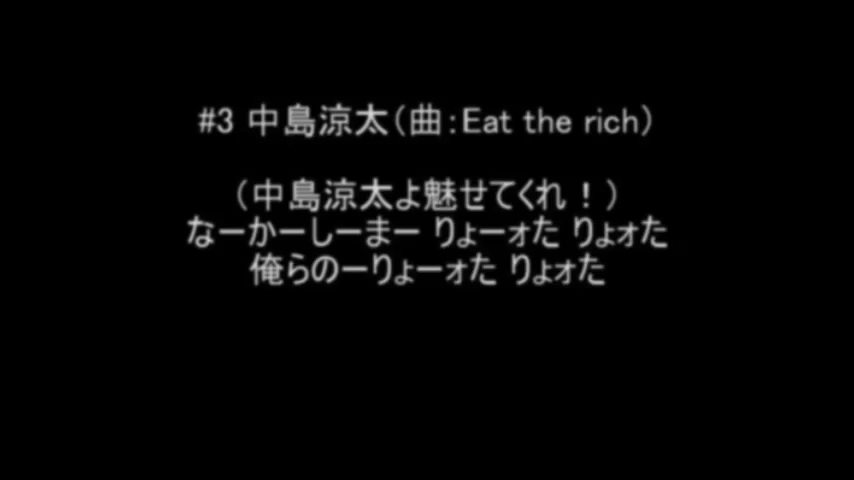 #3 中島涼太（曲：Eat the rich）
（中島涼太よ魅せてくれ！）
なーかーしーまー りょーォた りょォた
俺らのーりょーォた りょォた